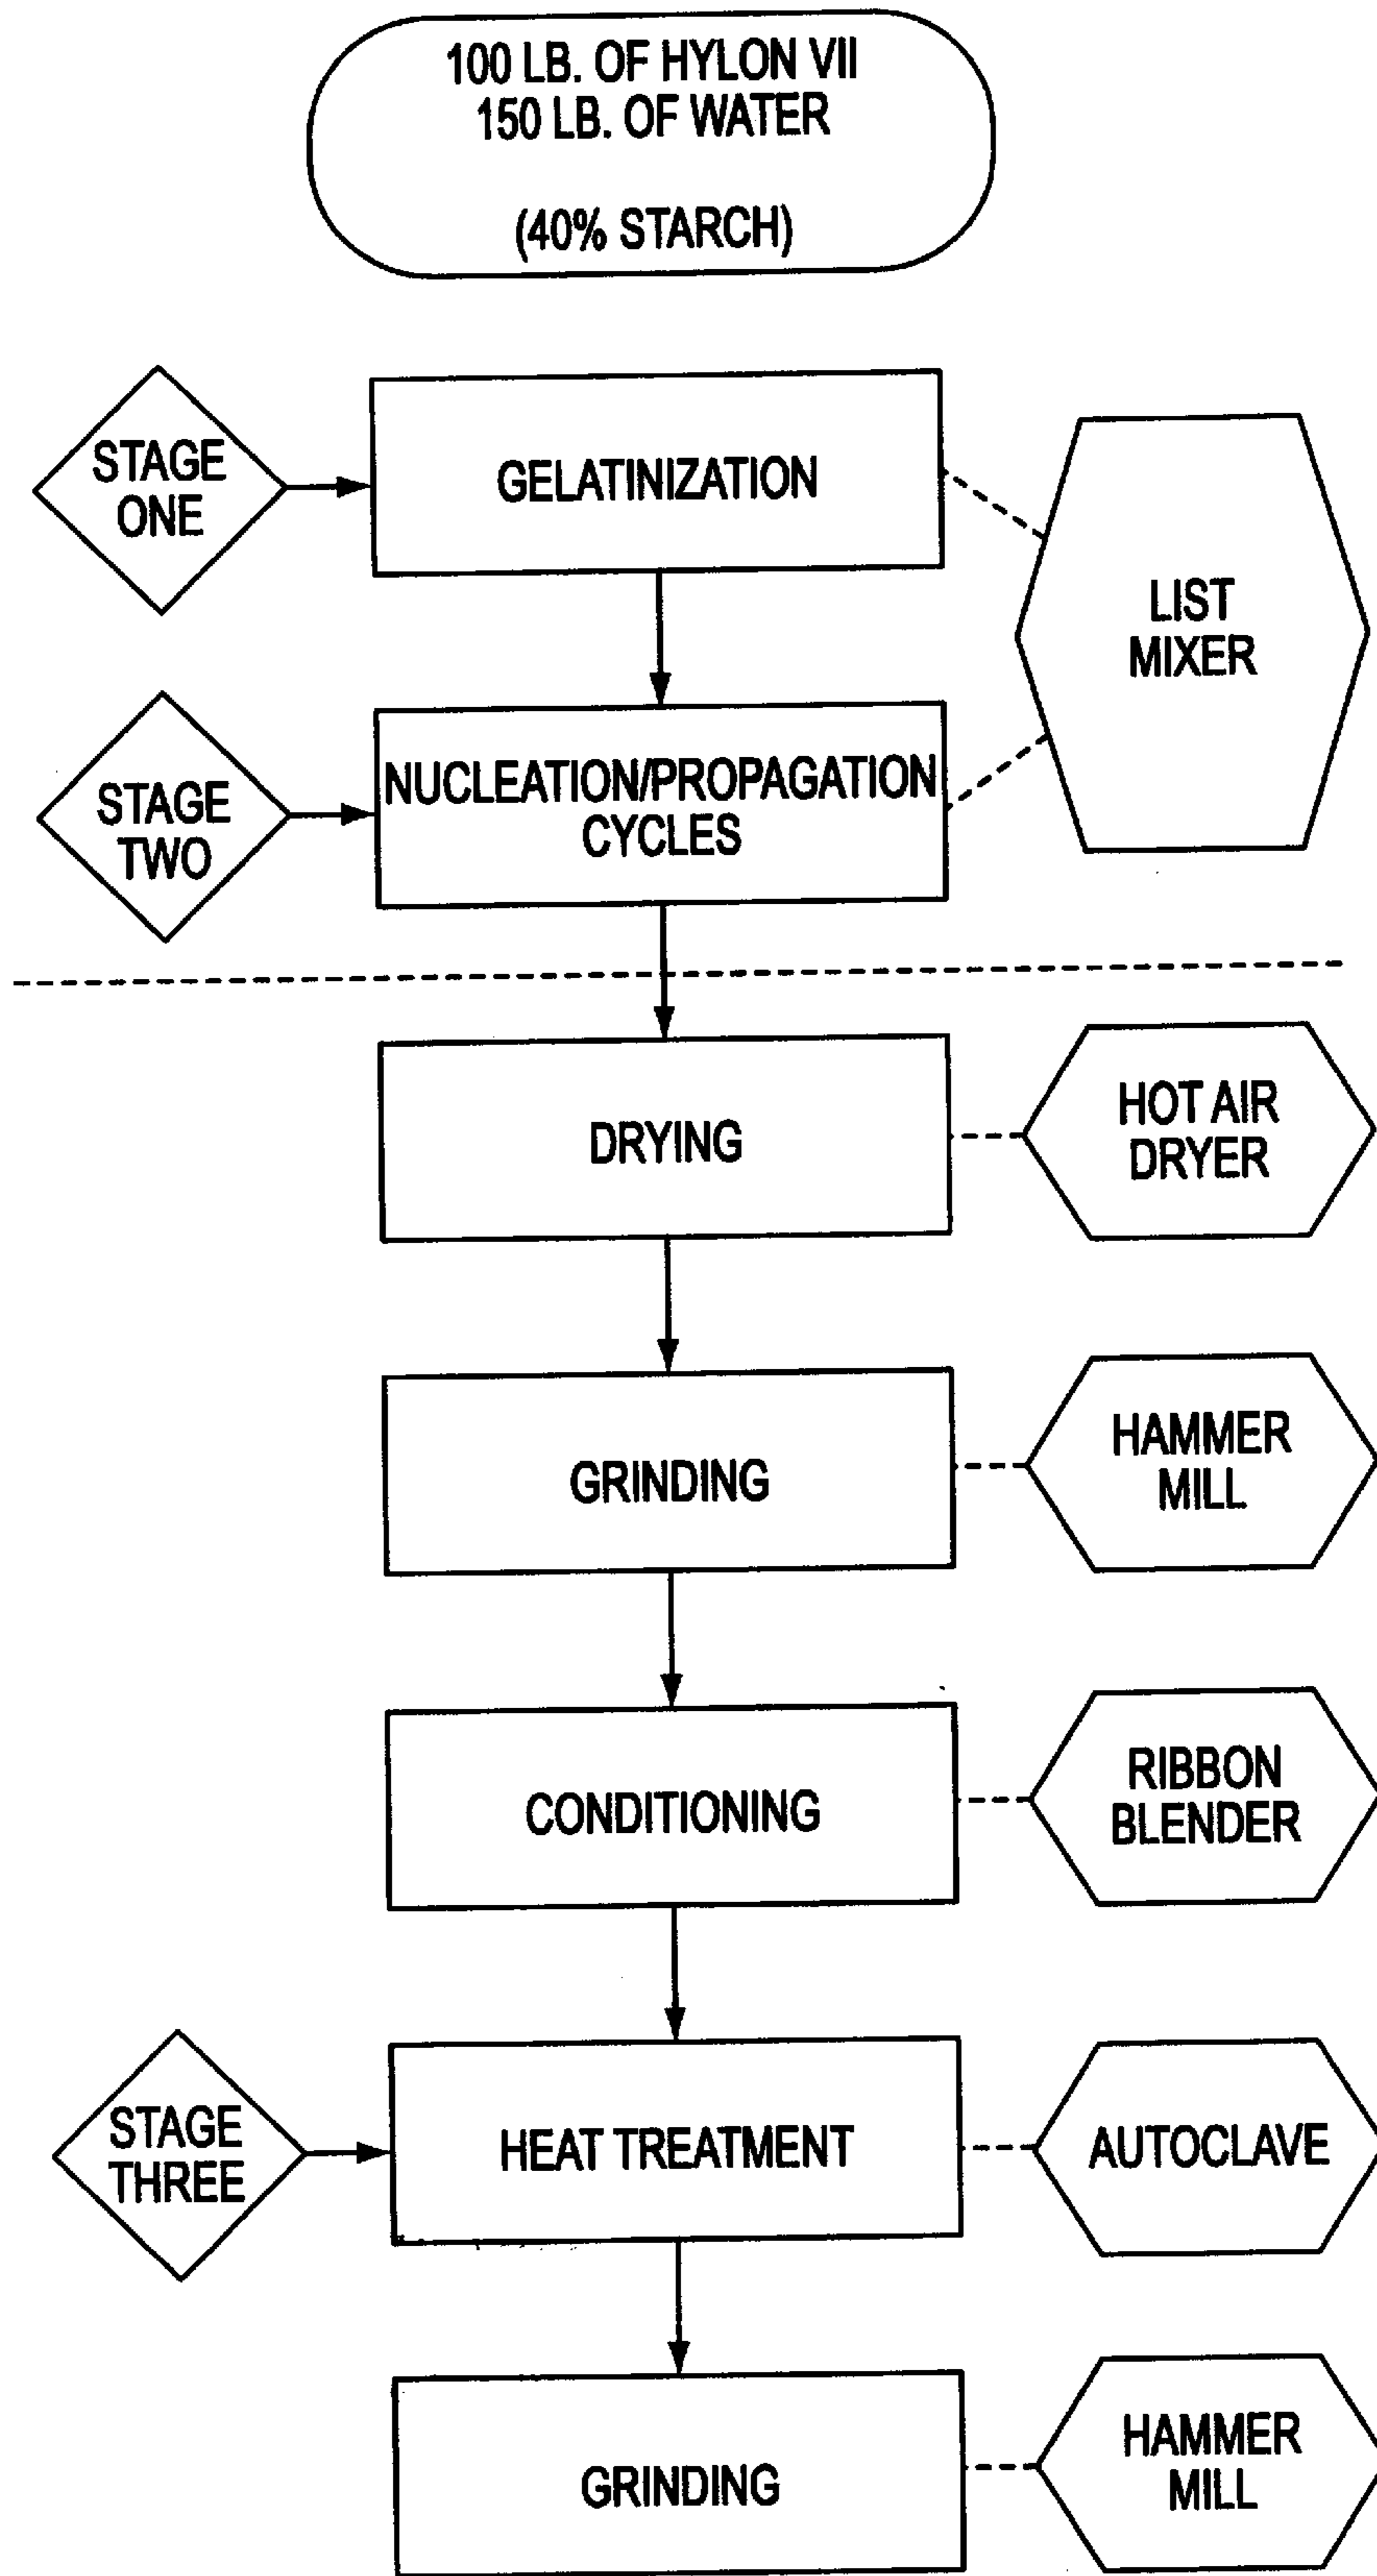 100 LB. OF HYLON VII
150 LB. OF WATER
(40% STARCH)
STAGE
ONE
GELATINIZATION
LIST
MIXER
STAGE
TWO
NUCLEATION/PROPAGATION
CYCLES
DRYING
HOT AIR
DRYER
GRINDING
HAMMER
MILL
CONDITIONING
RIBBON
BLENDER
STAGE
THREE
HEAT TREATMENT
AUTOCLAVE
GRINDING
HAMMER
MILL